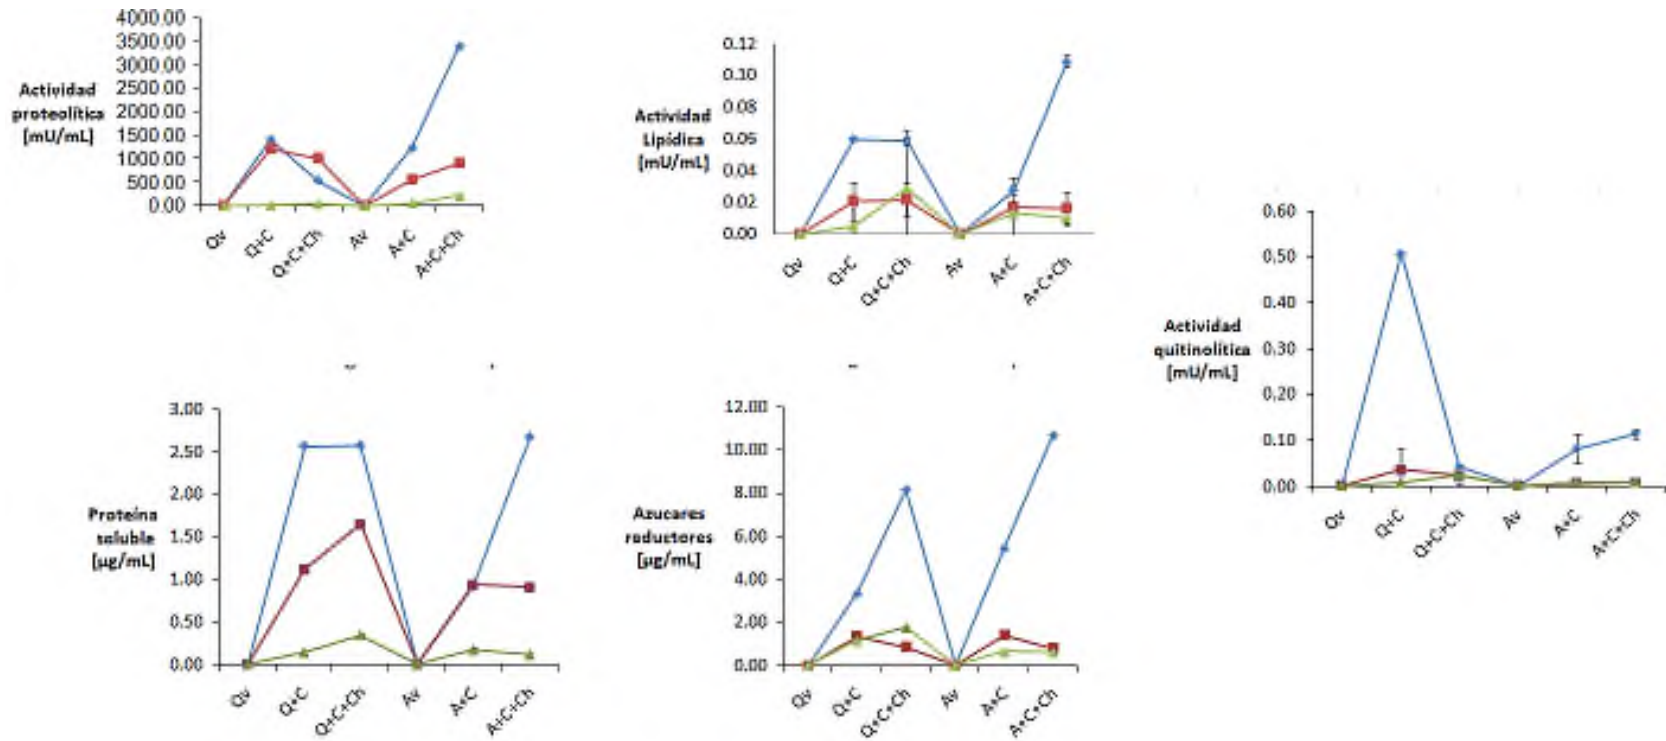 Actividad
proteolítica
[mU/mL]
4000.00
3500.00
3000.00
2500.00
2000.00
1500.00
1000.00
500.00
0.00
Qv
Q+C
Q+C+Ch
Av
A+C
A+C+Ch
Actividad
Lipídica
[mU/mL]
0.12
0.10
0.08
0.06
0.04
0.02
0.00
Qv
Q+C
Q+C+Ch
Av
A+C
A+C+Ch
Actividad
quitinolítica
[mU/mL]
0.60
0.50
0.40
0.30
0.20
0.10
0.00
Qv
Q+C
Q+C+Ch
Av
A+C
A+C+Ch
Proteína
soluble
[µg/mL]
3.00
2.50
2.00
1.50
1.00
0.50
0.00
Qv
Q+C
Q+C+Ch
Av
A+C
A+C+Ch
Azucares
reductores
[µg/mL]
12.00
10.00
8.00
6.00
4.00
2.00
0.00
Qv
Q+C
Q+C+Ch
Av
A+C
A+C+Ch